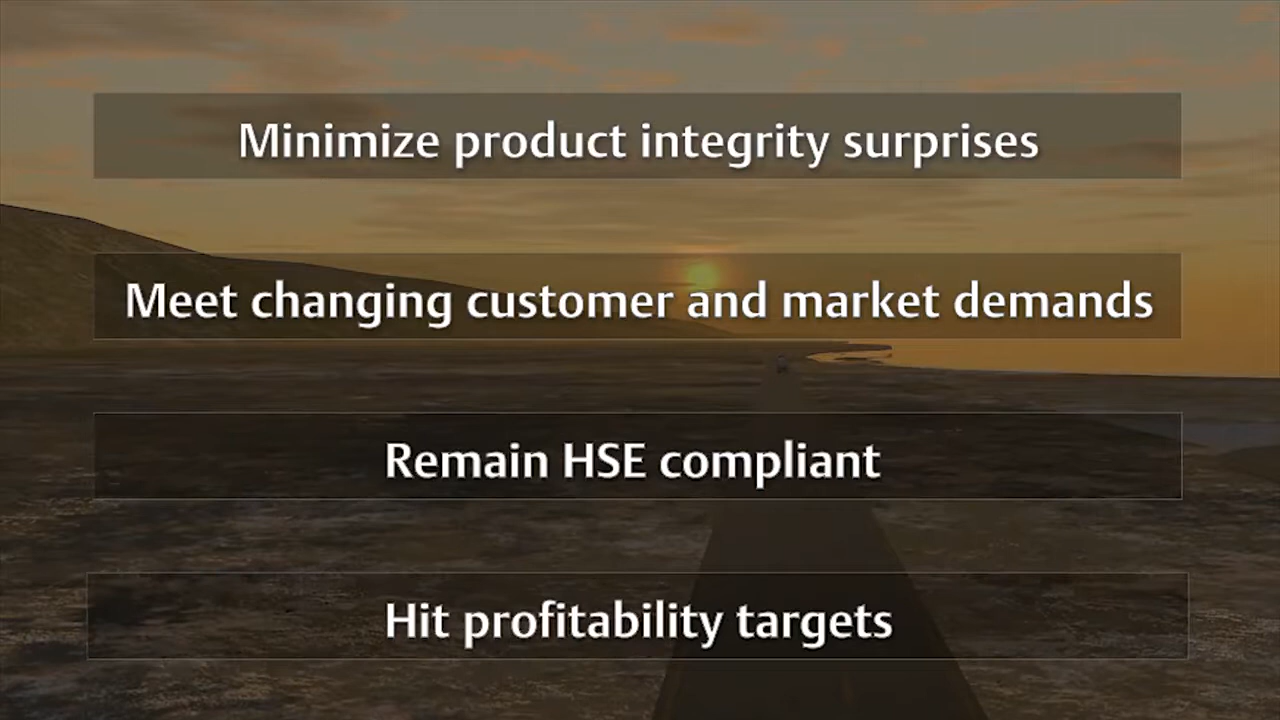 Minimize product integrity surprises
Meet changing customer and market demands
Remain HSE compliant
Hit profitability targets